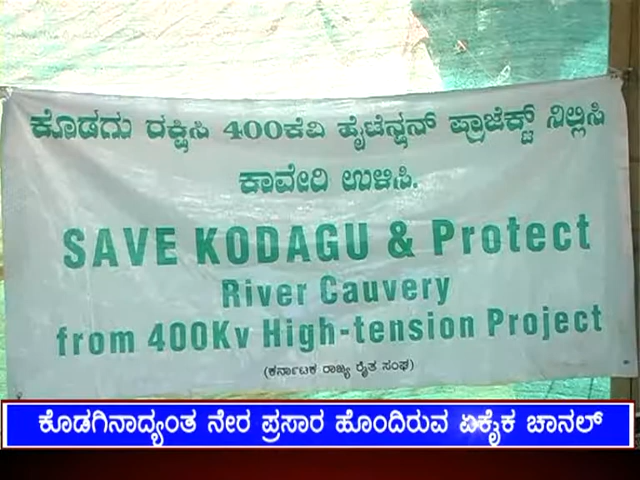 ಕೊಡಗು ರಕ್ಷಿಸಿ 400ಕೆವಿ ಹೈಟೆನ್ಷನ್ ಪ್ರಾಜೆಕ್ಟ್ ನಿಲ್ಲಿಸಿ
ಕಾವೇರಿ ಉಳಿಸಿ.
SAVE KODAGU & Protect
River Cauvery
from 400Kv High-tension Project
(ಕರ್ನಾಟಕ ರಾಜ್ಯ ರೈತ ಸಂಘ)
ಕೊಡಗಿನಾದ್ಯಂತ ನೇರ ಪ್ರಸಾರ ಹೊಂದಿರುವ ಏಕೈಕ ಚಾನಲ್